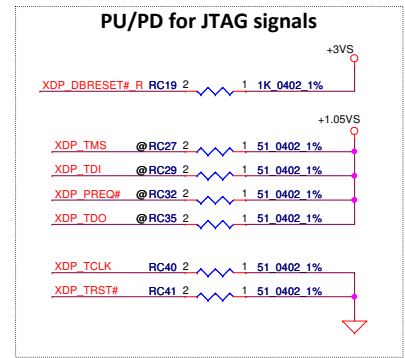 PU/PD for JTAG signals
+3VS
XDP_DBRESET#_R RC19 2 1 1K_0402_1%
+1.05VS
XDP_TMS @RC27 2 1 51_0402_1%
XDP_TDI @RC29 2 1 51_0402_1%
XDP_PREQ# @RC32 2 1 51_0402_1%
XDP_TDO @RC35 2 1 51_0402_1%
XDP_TCLK RC40 2 1 51_0402_1%
XDP_TRST# RC41 2 1 51_0402_1%